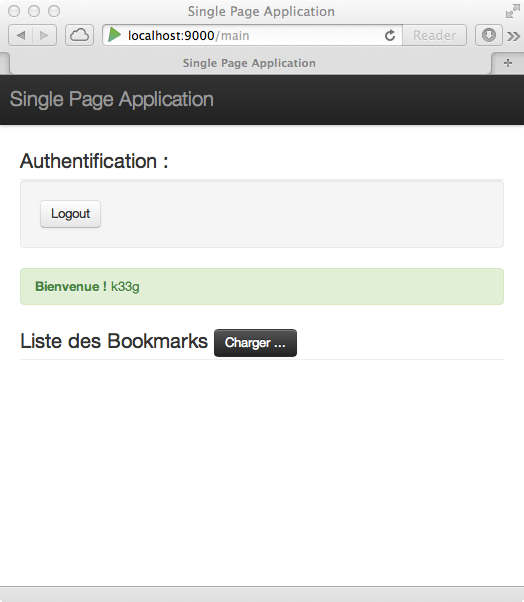 Single Page Application
localhost:9000/main
Reader
Single Page Application
Single Page Application
Authentification :
Logout
Bienvenue ! k33g
Liste des Bookmarks Charger ...